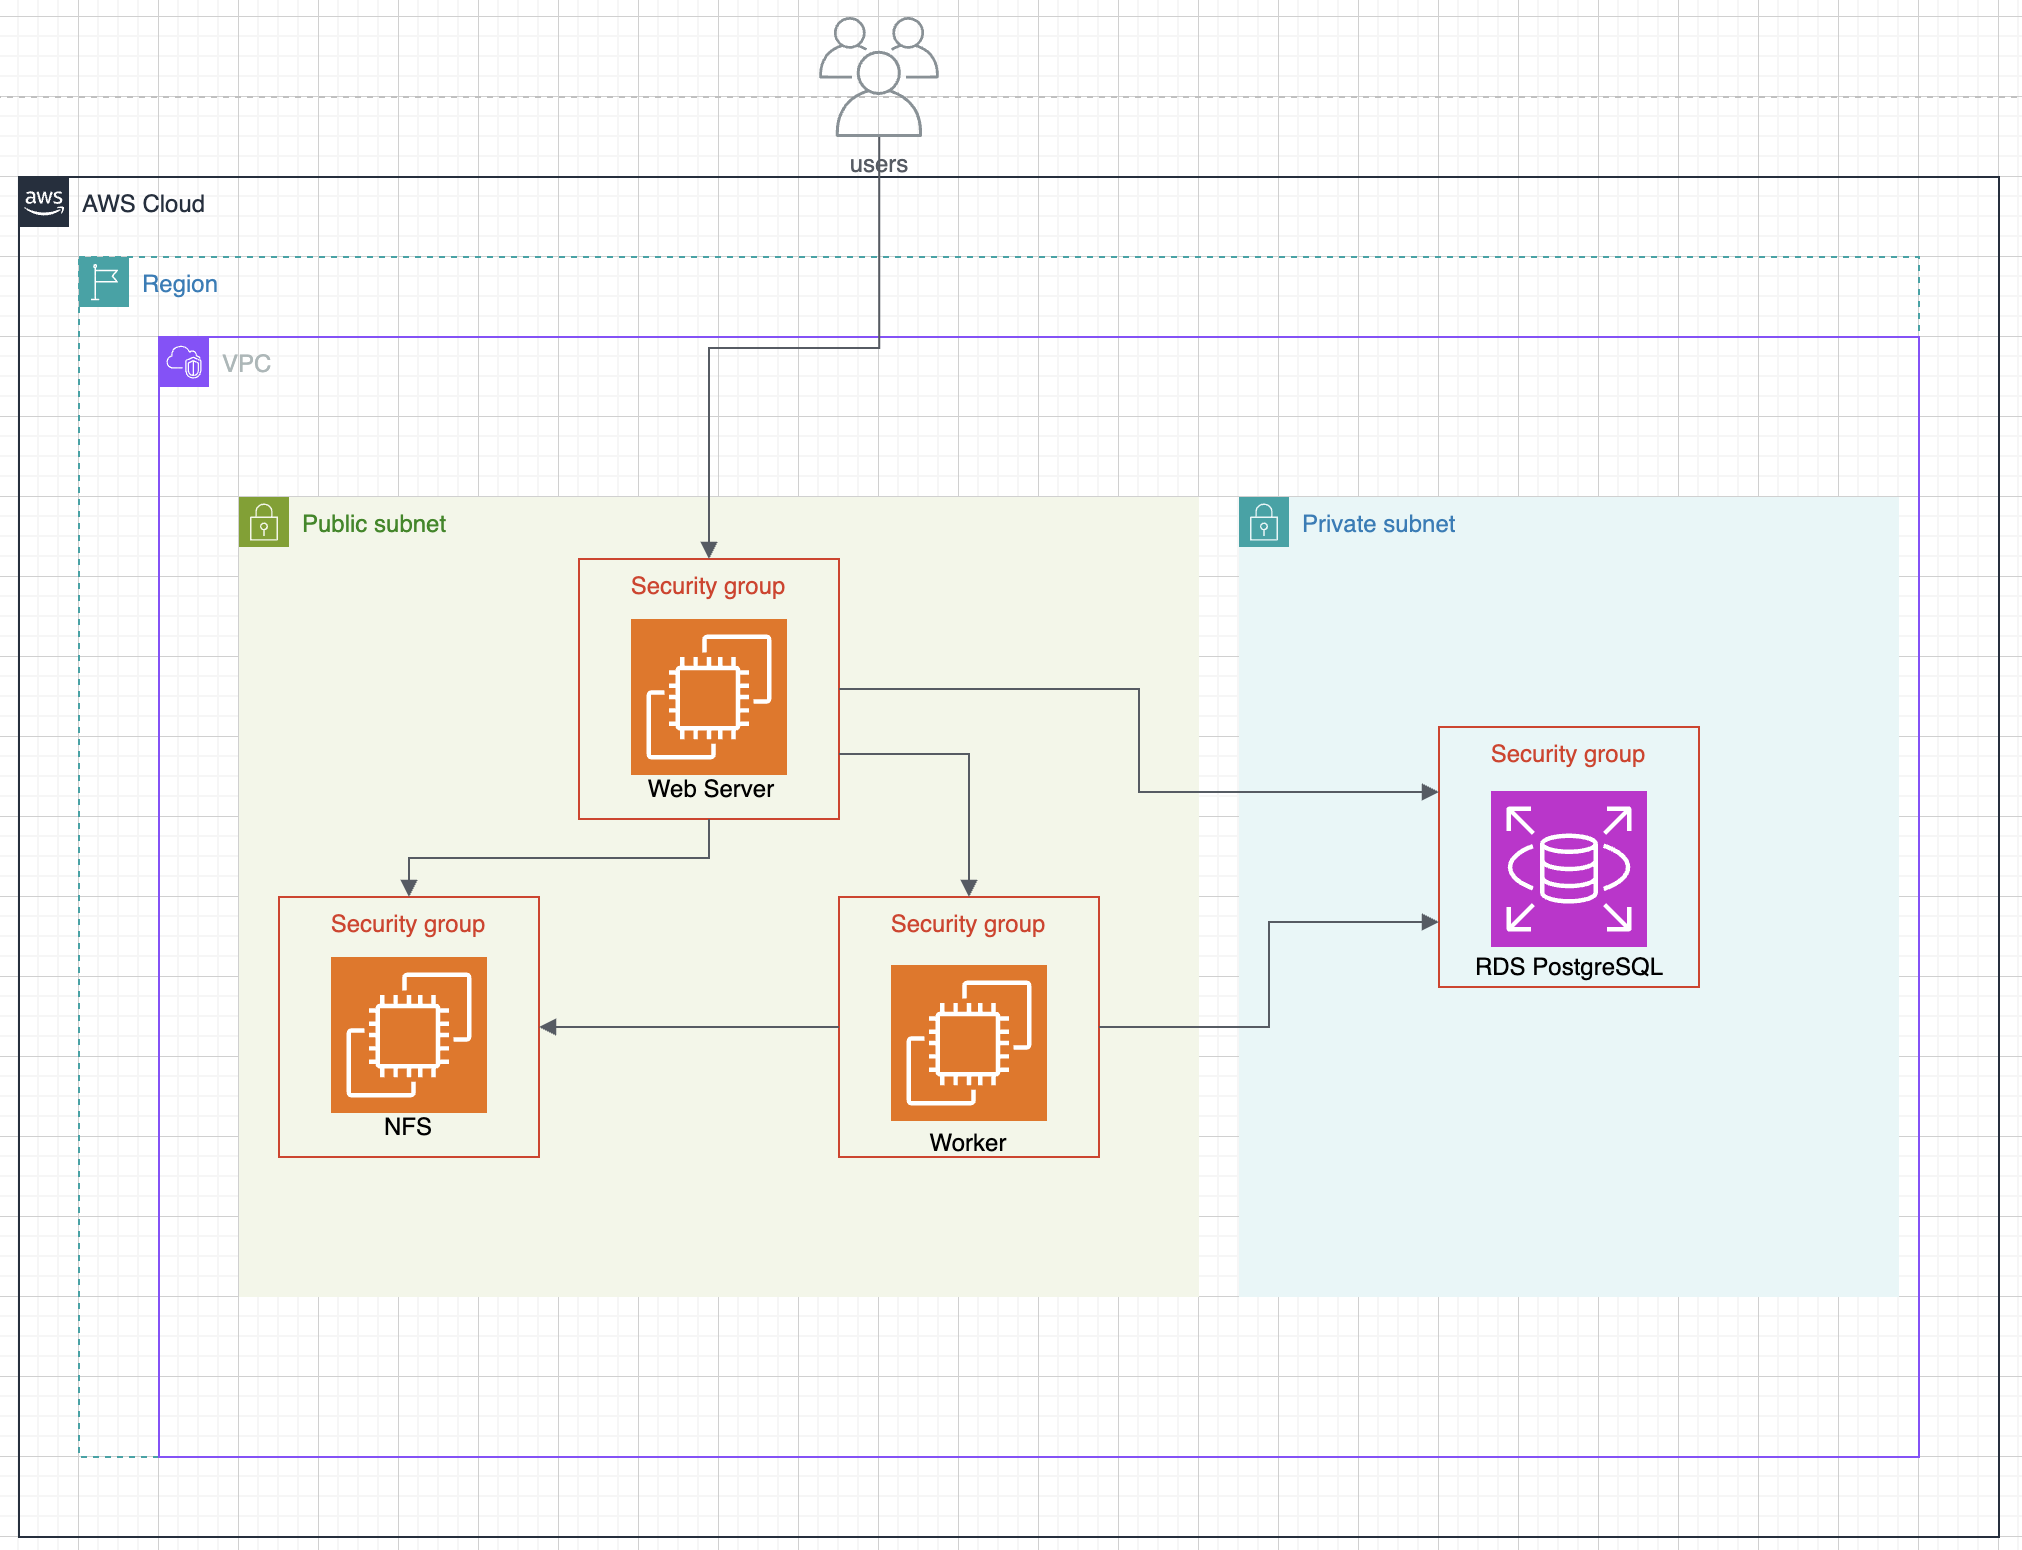 users
aws
AWS Cloud
Region
VPC
Public subnet
Private subnet
Security group
Web Server
Security group
RDS PostgreSQL
Security group
NFS
Security group
Worker